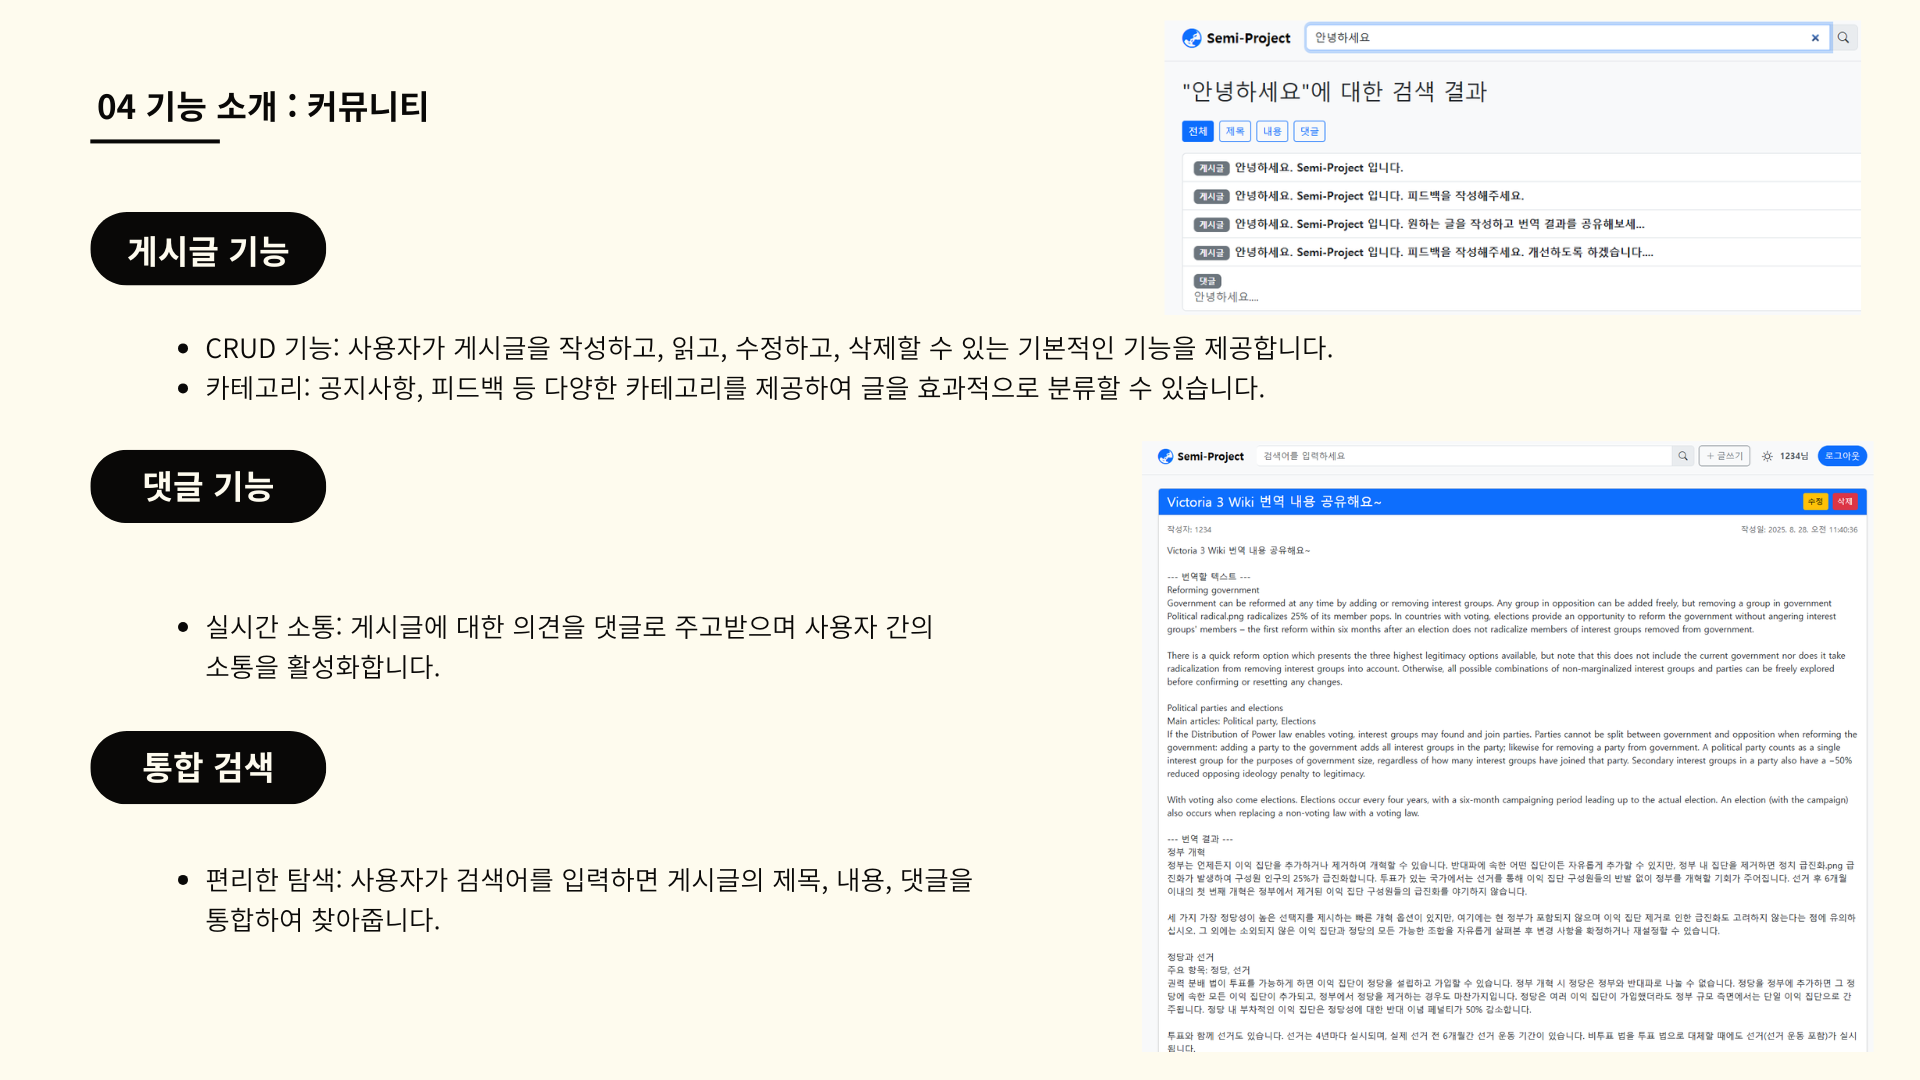 04 기능 소개 : 커뮤니티
게시글 기능
CRUD 기능: 사용자가 게시글을 작성하고, 읽고, 수정하고, 삭제할 수 있는 기본적인 기능을 제공합니다.
카테고리: 공지사항, 피드백 등 다양한 카테고리를 제공하여 글을 효과적으로 분류할 수 있습니다.
댓글 기능
실시간 소통: 게시글에 대한 의견을 댓글로 주고받으며 사용자 간의
소통을 활성화합니다.
통합 검색
편리한 탐색: 사용자가 검색어를 입력하면 게시글의 제목, 내용, 댓글을
통합하여 찾아줍니다.
Semi-Project 안녕하세요
"안녕하세요"에 대한 검색 결과
전체 제목 내용 댓글
게시글 안녕하세요. Semi-Project 입니다.
게시글 안녕하세요. Semi-Project 입니다. 피드백을 작성해주세요.
게시글 안녕하세요. Semi-Project 입니다. 원하는 글을 작성하고 번역 결과를 공유해보세...
게시글 안녕하세요. Semi-Project 입니다. 피드백을 작성해주세요. 개선하도록 하겠습니다....
댓글
안녕하세요....
Semi-Project 검색어를 입력하세요 + 글쓰기 1234님 로그아웃
Victoria 3 Wiki 번역 내용 공유해요~ 수정 삭제
작성자: 1234 작성일: 2025. 8. 28. 오전 11:40:36
Victoria 3 Wiki 번역 내용 공유해요~
--- 번역할 텍스트 ---
Reforming government
Government can be reformed at any time by adding or removing interest groups. Any group in opposition can be added freely, but removing a group in government
Political radical.png radicalizes 25% of its member pops. In countries with voting, elections provide an opportunity to reform the government without angering interest
groups' members – the first reform within six months after an election does not radicalize members of interest groups removed from government.
There is a quick reform option which presents the three highest legitimacy options available, but note that this does not include the current government nor does it take
radicalization from removing interest groups into account. Otherwise, all possible combinations of non-marginalized interest groups and parties can be freely explored
before confirming or resetting any changes.
Political parties and elections
Main articles: Political party, Elections
If the Distribution of Power law enables voting, interest groups may found and join parties. Parties cannot be split between government and opposition when reforming the
government: adding a party to the government adds all interest groups in the party; likewise for removing a party from government. A political party counts as a single
interest group for the purposes of government size, regardless of how many interest groups have joined that party. Secondary interest groups in a party also have a −50%
reduced opposing ideology penalty to legitimacy.
With voting also come elections. Elections occur every four years, with a six-month campaigning period leading up to the actual election. An election (with the campaign)
also occurs when replacing a non-voting law with a voting law.
--- 번역 결과 ---
정부 개혁
정부는 언제든지 이익 집단을 추가하거나 제거하여 개혁할 수 있습니다. 반대파에 속한 어떤 집단이든 자유롭게 추가할 수 있지만, 정부 내 집단을 제거하면 정치 급진화.png 급
진화가 발생하여 구성원 인구의 25%가 급진화합니다. 투표가 있는 국가에서는 선거를 통해 이익 집단 구성원들의 반발 없이 정부를 개혁할 기회가 주어집니다. 선거 후 6개월
이내의 첫 번째 개혁은 정부에서 제거된 이익 집단 구성원들의 급진화를 야기하지 않습니다.
세 가지 가장 정당성이 높은 선택지를 제시하는 빠른 개혁 옵션이 있지만, 여기에는 현 정부가 포함되지 않으며 이익 집단 제거로 인한 급진화도 고려하지 않는다는 점에 유의하
십시오. 그 외에는 소외되지 않은 이익 집단과 정당의 모든 가능한 조합을 자유롭게 살펴본 후 변경 사항을 확정하거나 재설정할 수 있습니다.
정당과 선거
주요 항목: 정당, 선거
권력 분배 법이 투표를 가능하게 하면 이익 집단이 정당을 설립하고 가입할 수 있습니다. 정부 개혁 시 정당은 정부와 반대파로 나눌 수 없습니다. 정당을 정부에 추가하면 그 정
당에 속한 모든 이익 집단이 추가되고, 정부에서 정당을 제거하는 경우도 마찬가지입니다. 정당은 여러 이익 집단이 가입했더라도 정부 규모 측면에서는 단일 이익 집단으로 간
주됩니다. 정당 내 부차적인 이익 집단은 정당성에 대한 반대 이념 페널티가 50% 감소합니다.
투표와 함께 선거도 있습니다. 선거는 4년마다 실시되며, 실제 선거 전 6개월간 선거 운동 기간이 있습니다. 비투표 법을 투표 법으로 대체할 때에도 선거(선거 운동 포함)가 실시
됩니다.